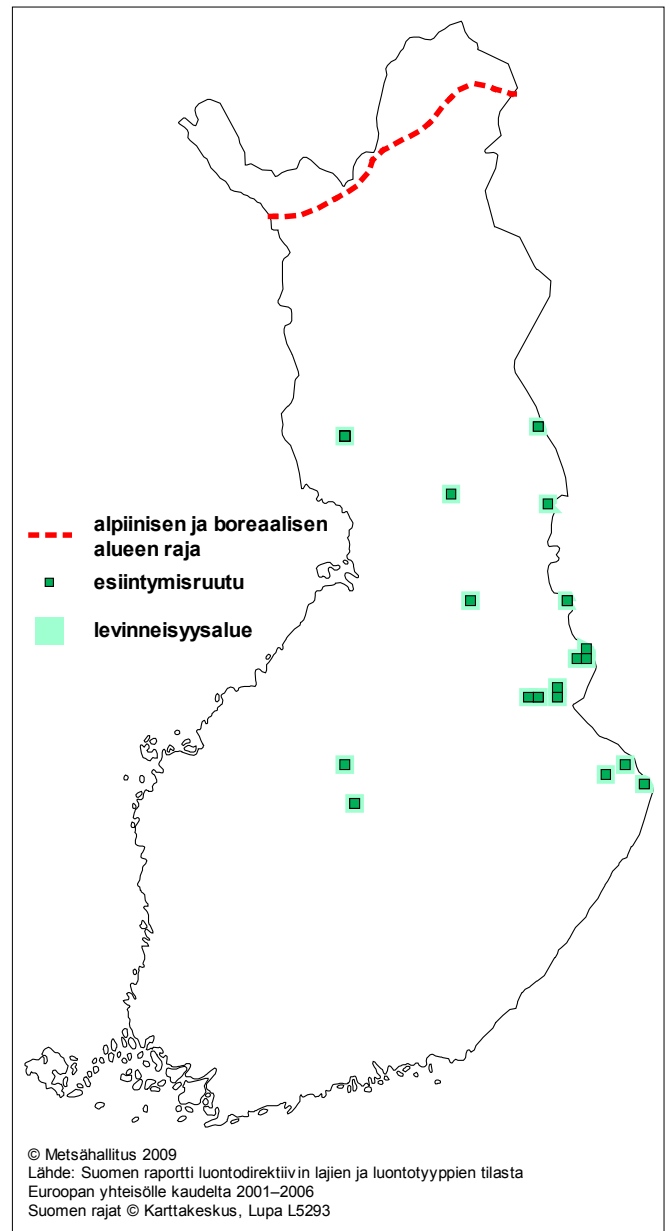 alpiinisen ja boreaalisen
alueen raja
esiintymisruutu
levinneisyysalue
© Metsähallitus 2009
Lähde: Suomen raportti luontodirektiivin lajien ja luontotyyppien tilasta
Euroopan yhteisölle kaudelta 2001–2006
Suomen rajat © Karttakeskus, Lupa L5293